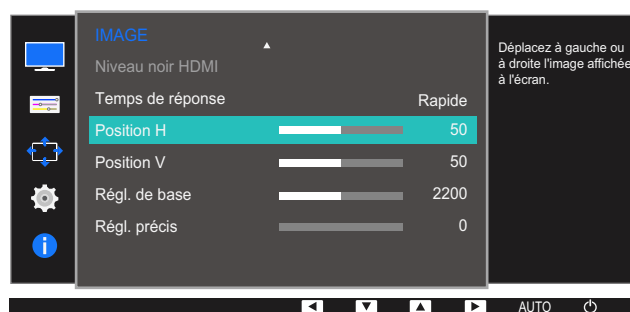 IMAGE
Niveau noir HDMI
Temps de réponse Rapide
Position H 50
Position V 50
Régl. de base 2200
Régl. précis 0
Déplacez à gauche ou
à droite l'image affichée
à l'écran.
AUTO